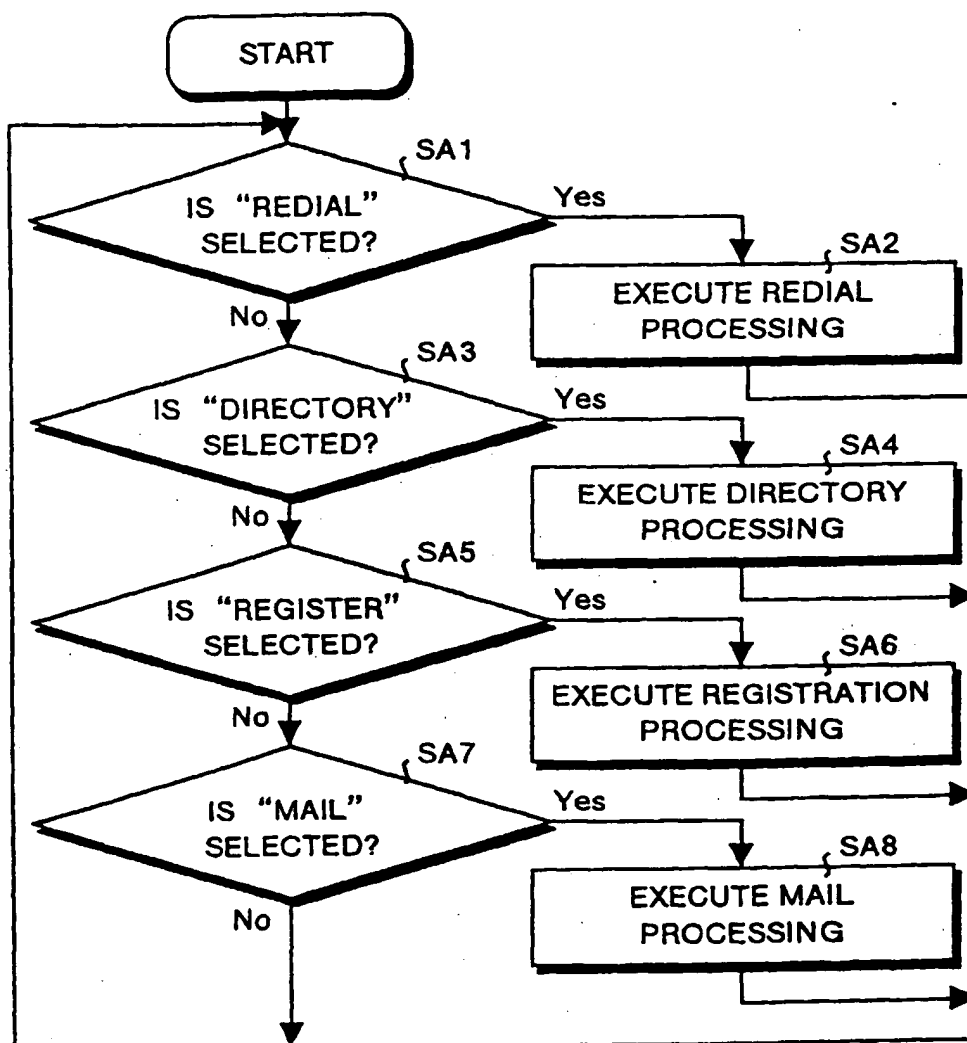 START
SA1
IS “REDIAL”
SELECTED?
Yes
No
SA2
EXECUTE REDIAL
PROCESSING
SA3
IS “DIRECTORY”
SELECTED?
Yes
No
SA4
EXECUTE DIRECTORY
PROCESSING
SA5
IS “REGISTER”
SELECTED?
Yes
No
SA6
EXECUTE REGISTRATION
PROCESSING
SA7
IS “MAIL”
SELECTED?
Yes
No
SA8
EXECUTE MAIL
PROCESSING